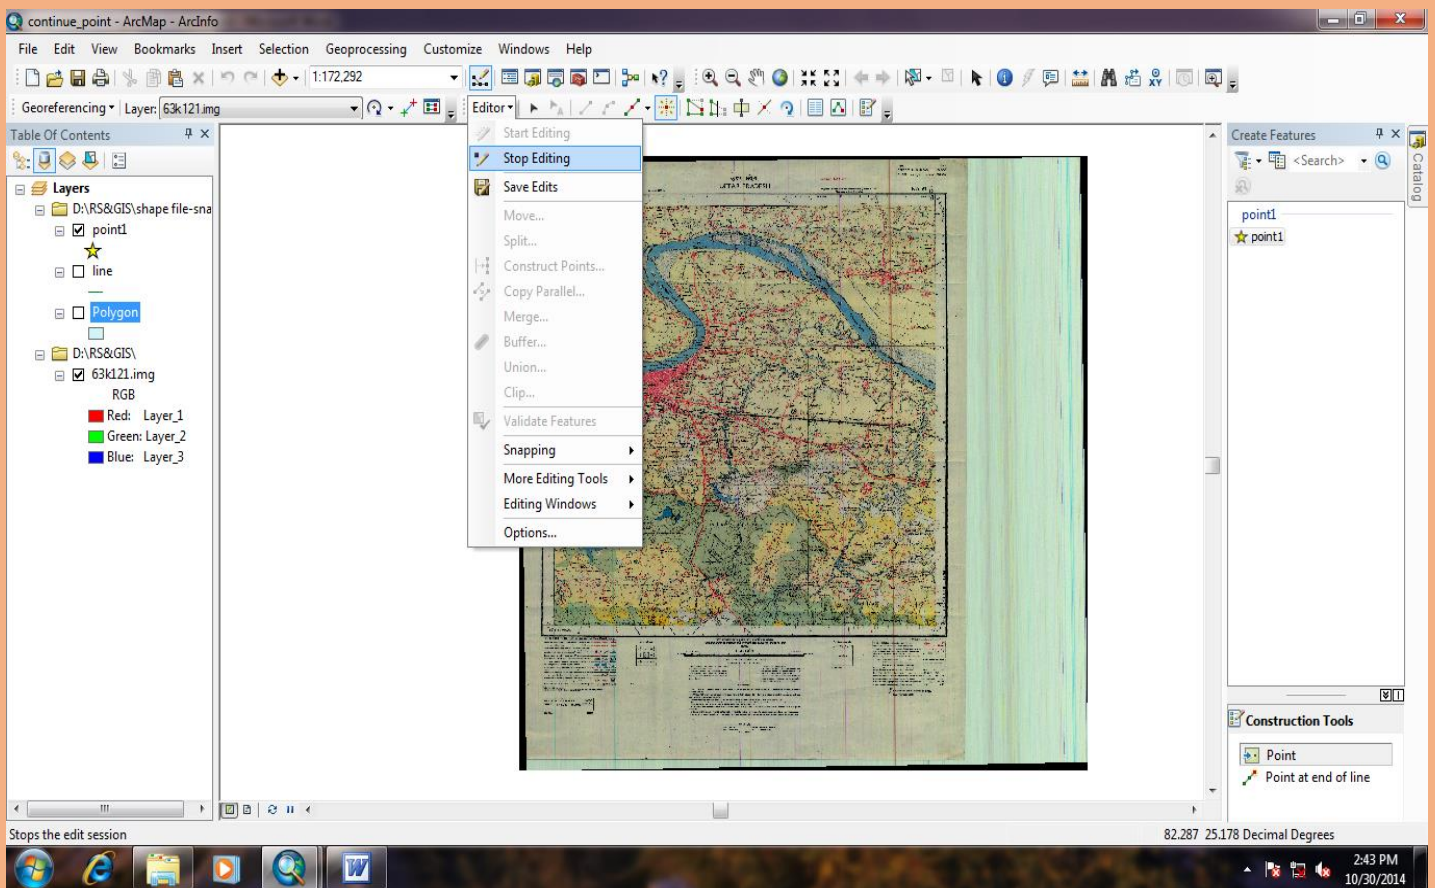 continue_point - ArcMap - ArcInfo
File Edit View Bookmarks Insert Selection Geoprocessing Customize Windows Help
1:172,292
Georeferencing Layer: 63k121.img Editor
Table Of Contents
Layers
D:\RS&GIS\shape file-sna
point1
line
Polygon
D:\RS&GIS\
63k121.img
RGB
Red: Layer_1
Green: Layer_2
Blue: Layer_3
Start Editing
Stop Editing
Save Edits
Move...
Split...
Construct Points...
Copy Parallel...
Merge...
Buffer...
Union...
Clip...
Validate Features
Snapping
More Editing Tools
Editing Windows
Options...
UTTAR PRADESH
Create Features
<Search>
point1
point1
Construction Tools
Point
Point at end of line
Catalog
Stops the edit session
82.287 25.178 Decimal Degrees
2:43 PM
10/30/2014